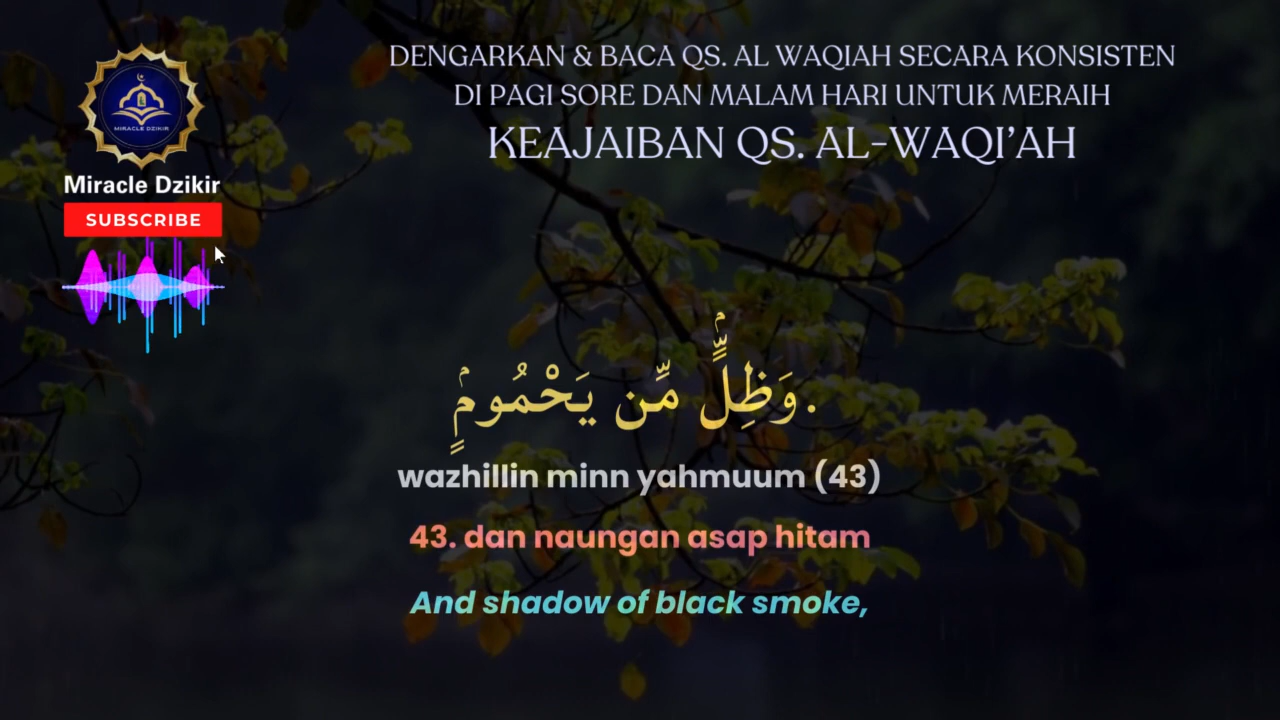 DENGARKAN & BACA QS. AL WAQIAH SECARA KONSISTEN
DI PAGI SORE DAN MALAM HARI UNTUK MERAIH
KEAJAIBAN QS. AL-WAQI'AH
MIRACLE DZIKIR
Miracle Dzikir
SUBSCRIBE
وَظِلٍّۢ مِّن يَحْمُومٍۢ.
wazhillin minn yahmuum (43)
43. dan naungan asap hitam
And shadow of black smoke,